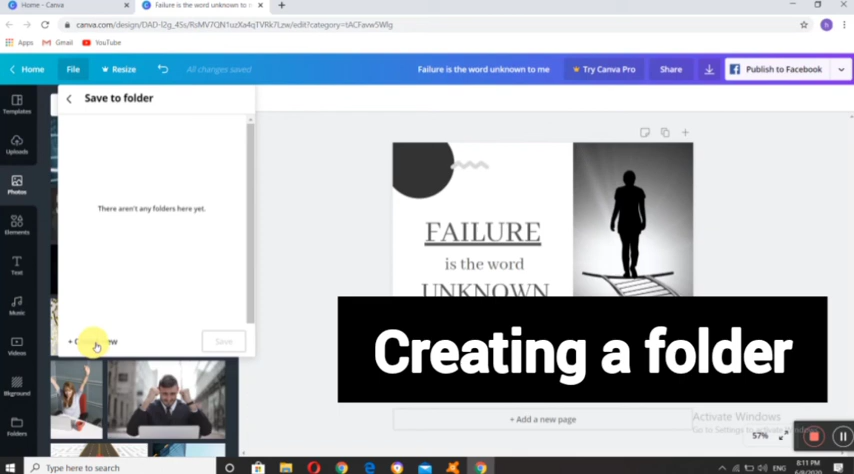 Home - Canva
Failure is the word unknown to
canva.com/design/DAD-l2g_4Ss/RsMV7QN1uzXa4qTVRk7Lzw/edit?category=tACFavw5Wlg
Apps
Gmail
YouTube
Home
File
Resize
All changes saved
Failure is the word unknown to me
Try Canva Pro
Share
Publish to Facebook
Save to folder
Templates
Uploads
Photos
Elements
Text
Music
Videos
Bkground
Folders
There aren't any folders here yet.
Save
FAILURE
is the word
UNKNOWN
Creating a folder
+ Add a new page
Activate Windows
57%
Type here to search
ENG
8:11 PM